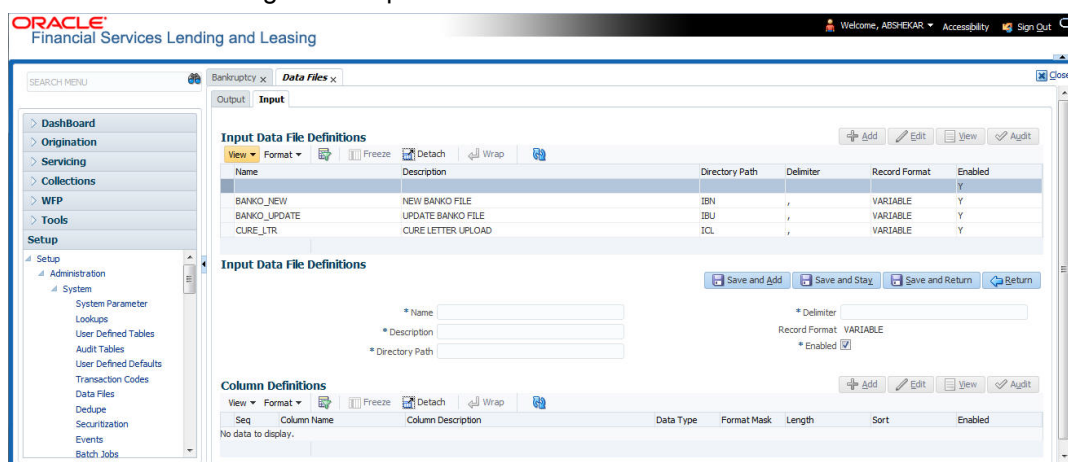 ORACLE
Financial Services Lending and Leasing
Welcome, ABSHEKAR Accessibility Sign Out
SEARCH MENU
Bankruptcy x Data Files x
Close
Output Input
DashBoard
Origination
Servicing
Collections
WFP
Tools
Setup
Setup
Administration
System
System Parameter
Lookups
User Defined Tables
Audit Tables
User Defined Defaults
Transaction Codes
Data Files
Dedupe
Securitization
Events
Batch Jobs
Input Data File Definitions
Add Edit View Audit
View Format Freeze Detach Wrap
Name Description Directory Path Delimiter Record Format Enabled
Y
BANKO_NEW NEW BANKO FILE IBN , VARIABLE Y
BANKO_UPDATE UPDATE BANKO FILE IBU , VARIABLE Y
CURE_LTR CURE LETTER UPLOAD ICL , VARIABLE Y
Input Data File Definitions
Save and Add Save and Stay Save and Return Return
* Name
* Description
* Directory Path
* Delimiter
Record Format VARIABLE
* Enabled
Column Definitions
Add Edit View Audit
View Format Freeze Detach Wrap
Seq Column Name Column Description Data Type Format Mask Length Sort Enabled
No data to display.